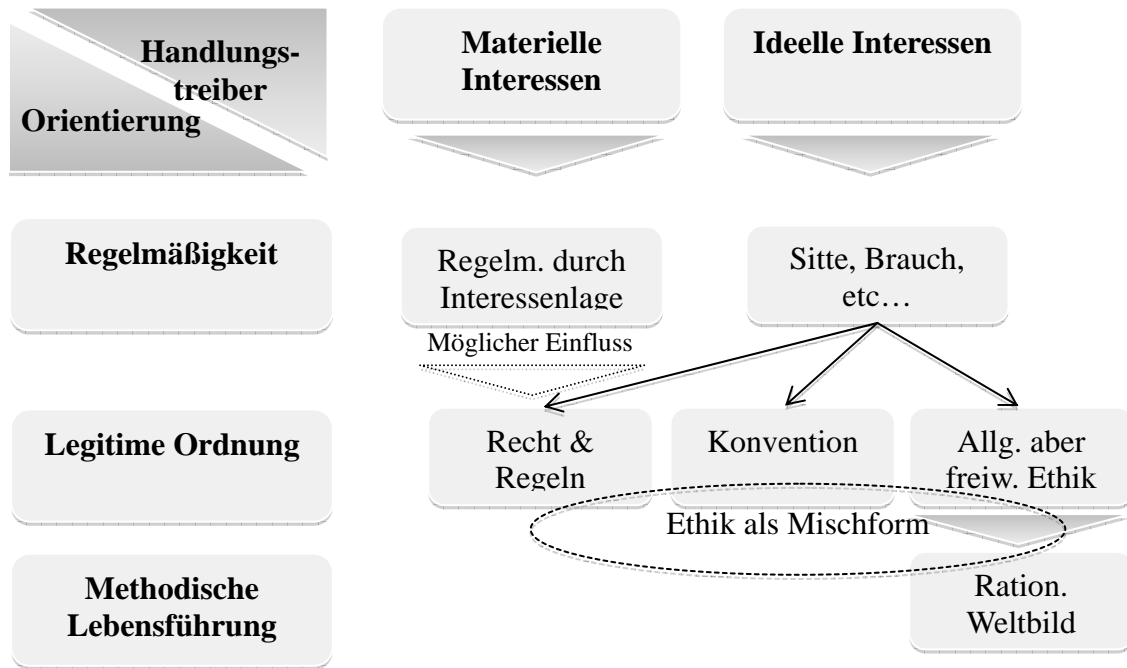 Handlungs-
treiber
Orientierung
Materielle
Interessen
Ideelle Interessen
Regelmäßigkeit
Regelm. durch
Interessenlage
Sitte, Brauch,
etc…
Möglicher Einfluss
Legitime Ordnung
Recht &
Regeln
Konvention
Allg. aber
freiw. Ethik
Ethik als Mischform
Methodische
Lebensführung
Ration.
Weltbild